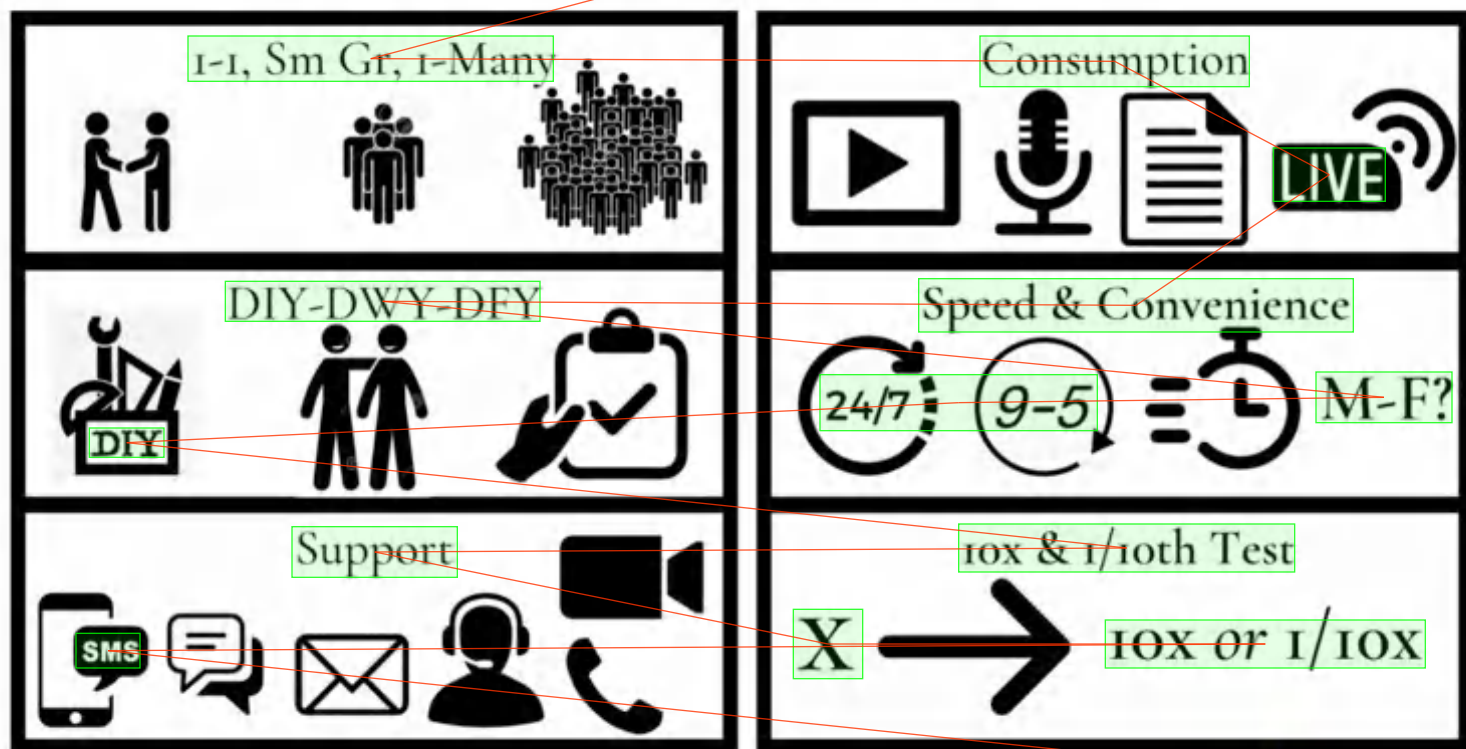 1-1, Sm Gr, 1-Many
Consumption
LIVE
DIY-DWY-DFY
Speed & Convenience
DIY
24/7
9-5
M-F?
Support
10x & 1/10th Test
SMS
X
10x or 1/10x